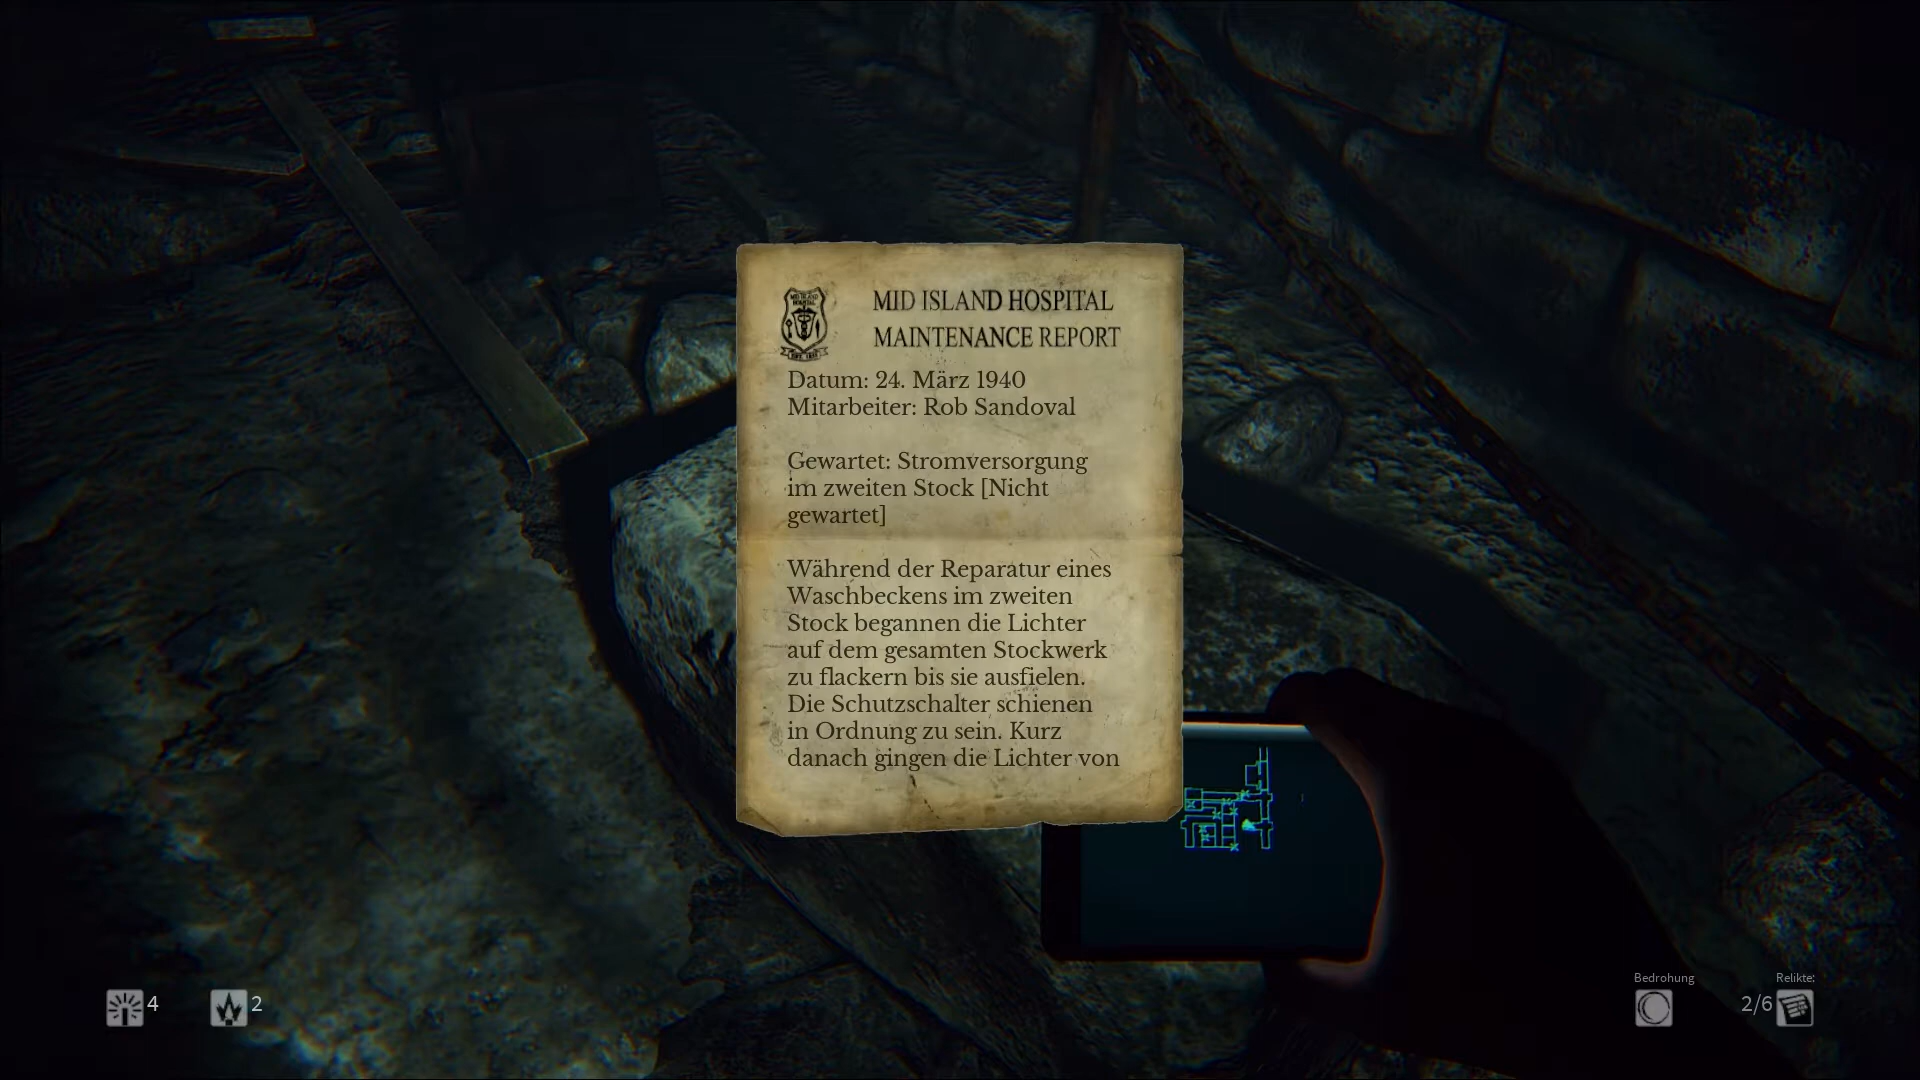 MID ISLAND HOSPITAL
MAINTENANCE REPORT
Datum: 24. März 1940
Mitarbeiter: Rob Sandoval
Gewartet: Stromversorgung
im zweiten Stock [Nicht
gewartet]
Während der Reparatur eines
Waschbeckens im zweiten
Stock begannen die Lichter
auf dem gesamten Stockwerk
zu flackern bis sie ausfielen.
Die Schutzschalter schienen
in Ordnung zu sein. Kurz
danach gingen die Lichter von
4
2
Bedrohung
Relikte:
2/6